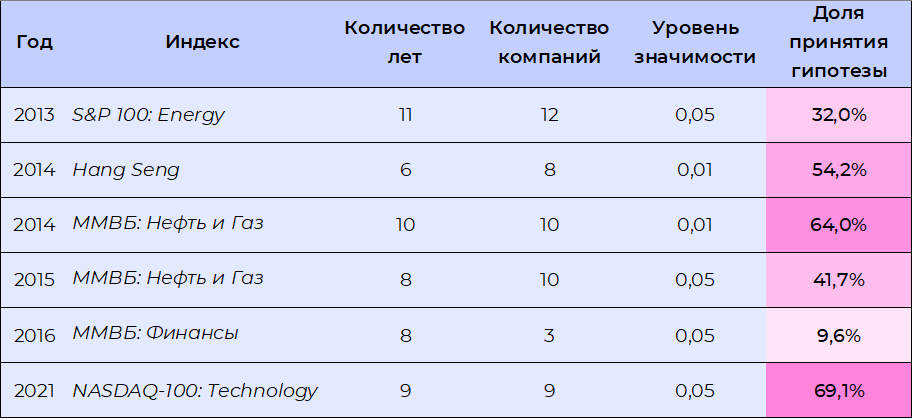 Год Индекс Количество лет Количество компаний Уровень значимости Доля принятия гипотезы
2013 S&P 100: Energy 11 12 0,05 32,0%
2014 Hang Seng 6 8 0,01 54,2%
2014 ММВБ: Нефть и Газ 10 10 0,01 64,0%
2015 ММВБ: Нефть и Газ 8 10 0,05 41,7%
2016 ММВБ: Финансы 8 3 0,05 9,6%
2021 NASDAQ-100: Technology 9 9 0,05 69,1%